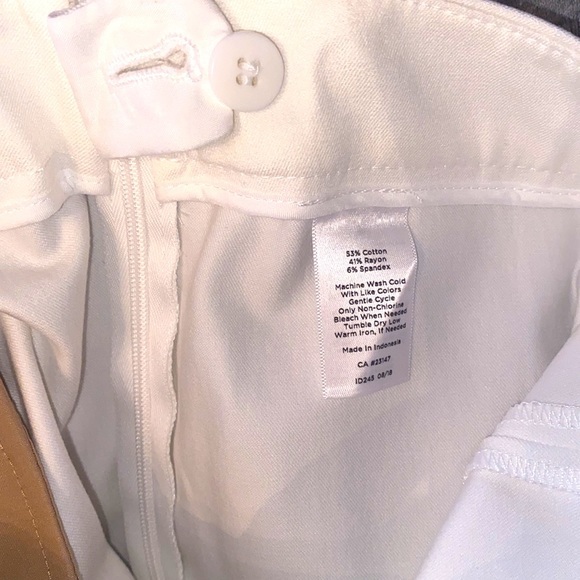 53% Cotton
41% Rayon
6% Spandex
Machine Wash Cold
With Like Colors
Gentle Cycle
Only Non-Chlorine
Bleach When Needed
Tumble Dry Low
Warm Iron, If Needed
Made in Indonesia
CA #23147
ID245 08/18